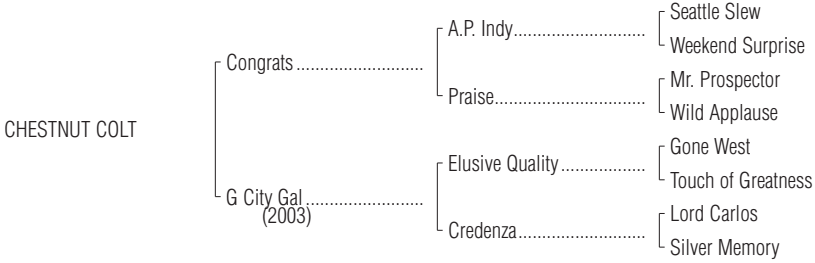 Seattle Slew
A.P. Indy..............................
Weekend Surprise
Congrats ...........................
Mr. Prospector
Praise.................................
Wild Applause
CHESTNUT COLT
Gone West
Elusive Quality ..................
Touch of Greatness
G City Gal .........................
(2003)
Lord Carlos
Credenza...........................
Silver Memory